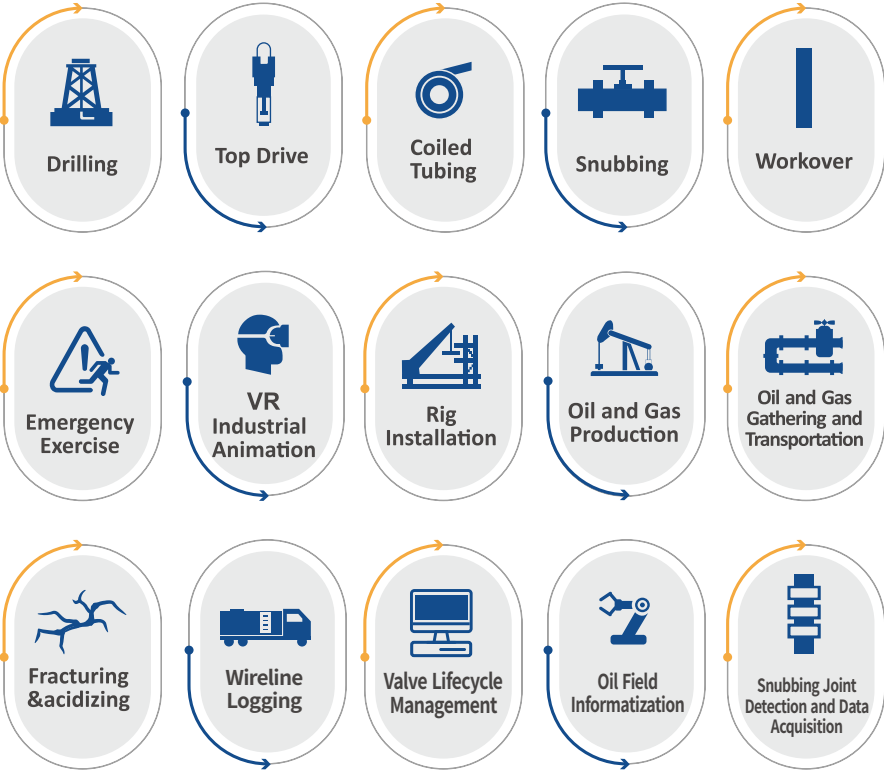 Drilling
Top Drive
Coiled
Tubing
Snubbing
Workover
Emergency
Exercise
VR
Industrial
Animation
Rig
Installation
Oil and Gas
Production
Oil and Gas
Gathering and
Transportation
Fracturing
&acidizing
Wireline
Logging
Valve Lifecycle
Management
Oil Field
Informatization
Snubbing Joint
Detection and Data
Acquisition